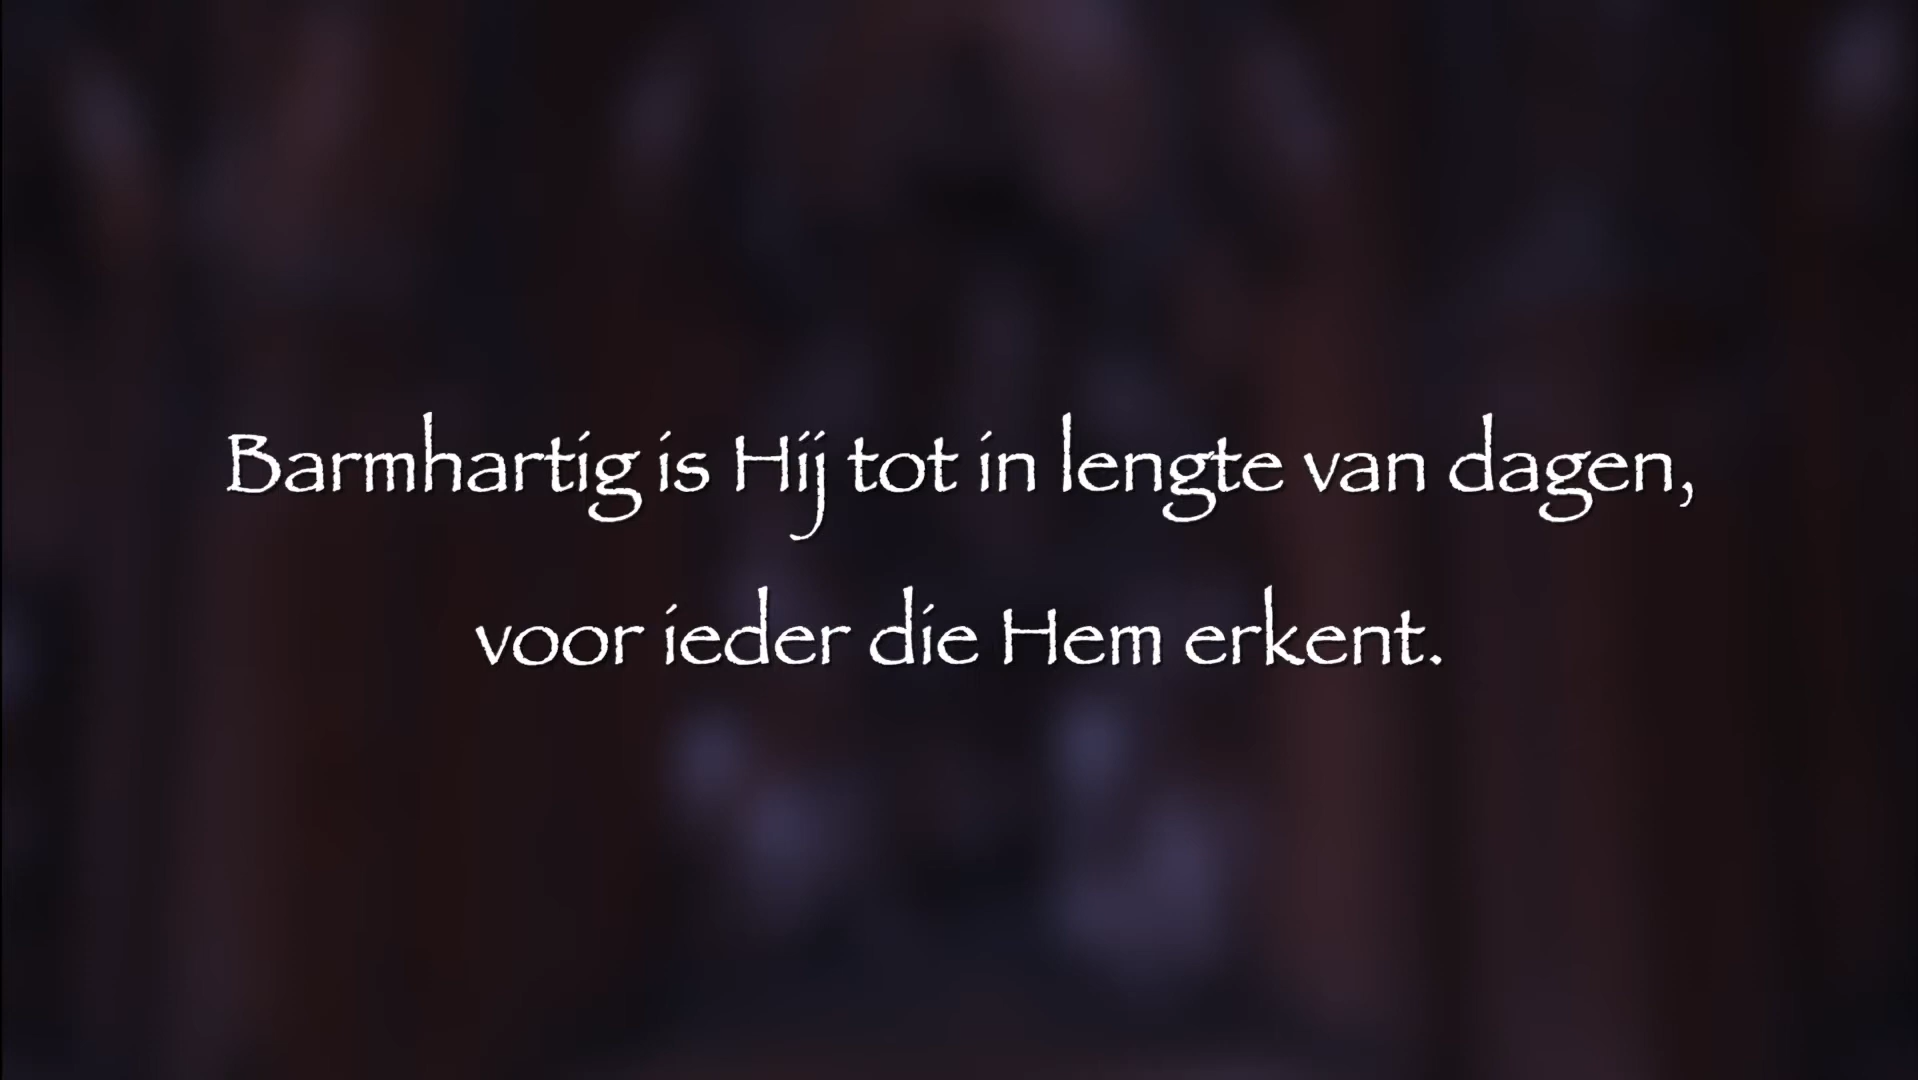 Barmhartig is Hij tot in lengte van dagen,
voor ieder die Hem erkent.